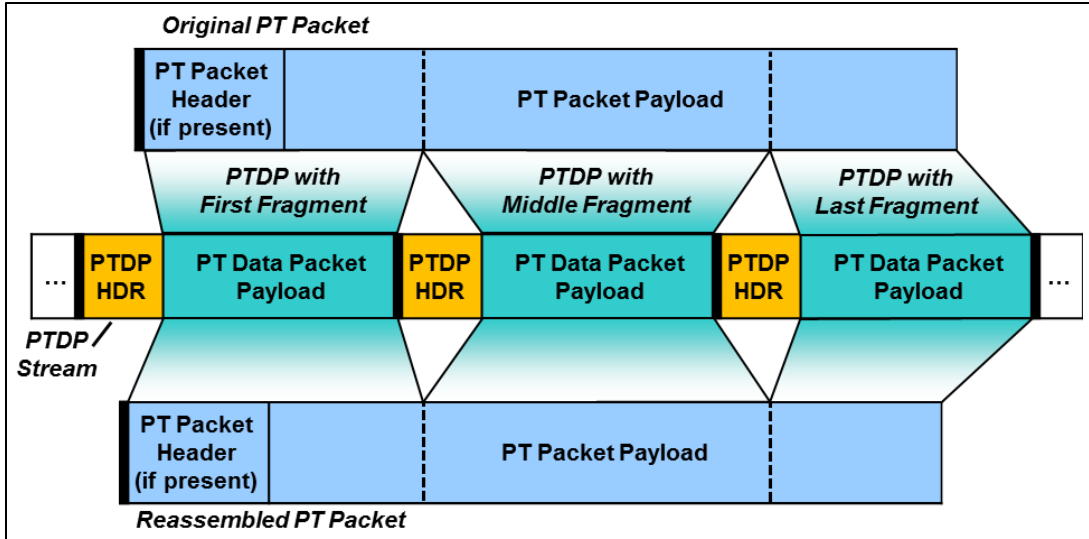 Original PT Packet
PT Packet
Header
(if present)
PT Packet Payload
PTDP with
First Fragment
PTDP with
Middle Fragment
PTDP with
Last Fragment
...
PTDP
HDR
PT Data Packet
Payload
PTDP
HDR
PT Data Packet
Payload
PTDP
HDR
PT Data Packet
Payload
...
PTDP
Stream
PT Packet
Header
(if present)
PT Packet Payload
Reassembled PT Packet